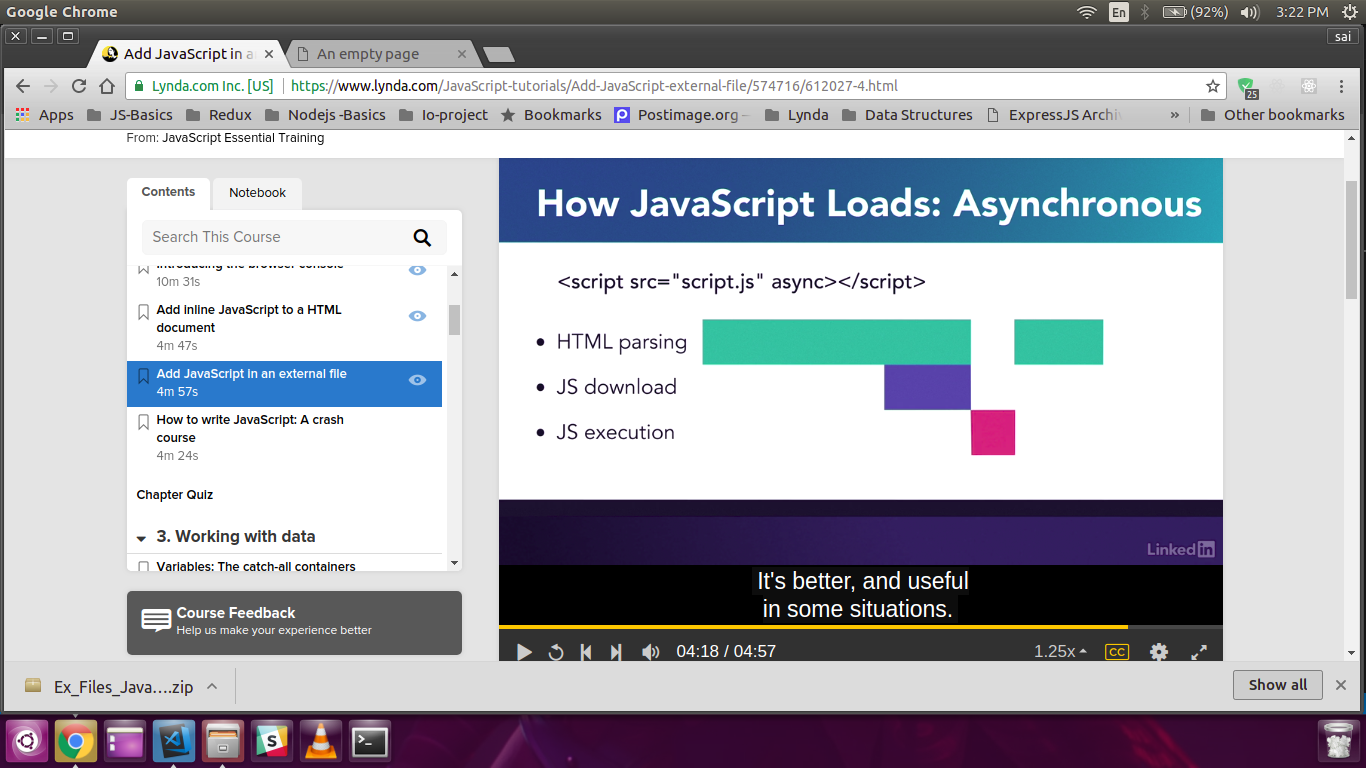 Google Chrome
En
(92%)
3:22 PM
sai
Add JavaScript in a
An empty page
Lynda.com Inc. [US]
https://www.lynda.com/JavaScript-tutorials/Add-JavaScript-external-file/574716/612027-4.html
25
Apps
JS-Basics
Redux
Nodejs -Basics
Io-project
Bookmarks
Postimage.org –
Lynda
Data Structures
ExpressJS Archi
»
Other bookmarks
From: JavaScript Essential Training
Contents
Notebook
Search This Course
Introducing the browser console
10m 31s
Add inline JavaScript to a HTML
document
4m 47s
Add JavaScript in an external file
4m 57s
How to write JavaScript: A crash
course
4m 24s
Chapter Quiz
3. Working with data
Variables: The catch-all containers
Course Feedback
Help us make your experience better
How JavaScript Loads: Asynchronous
<script src="script.js" async></script>
• HTML parsing
• JS download
• JS execution
Linked in
It's better, and useful
in some situations.
04:18 / 04:57
1.25x
CC
Ex_Files_Java....zip
Show all